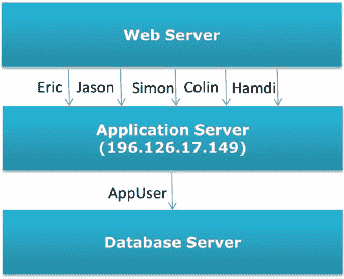 Web Server
Eric Jason Simon Colin Hamdi
Application Server
(196.126.17.149)
AppUser
Database Server